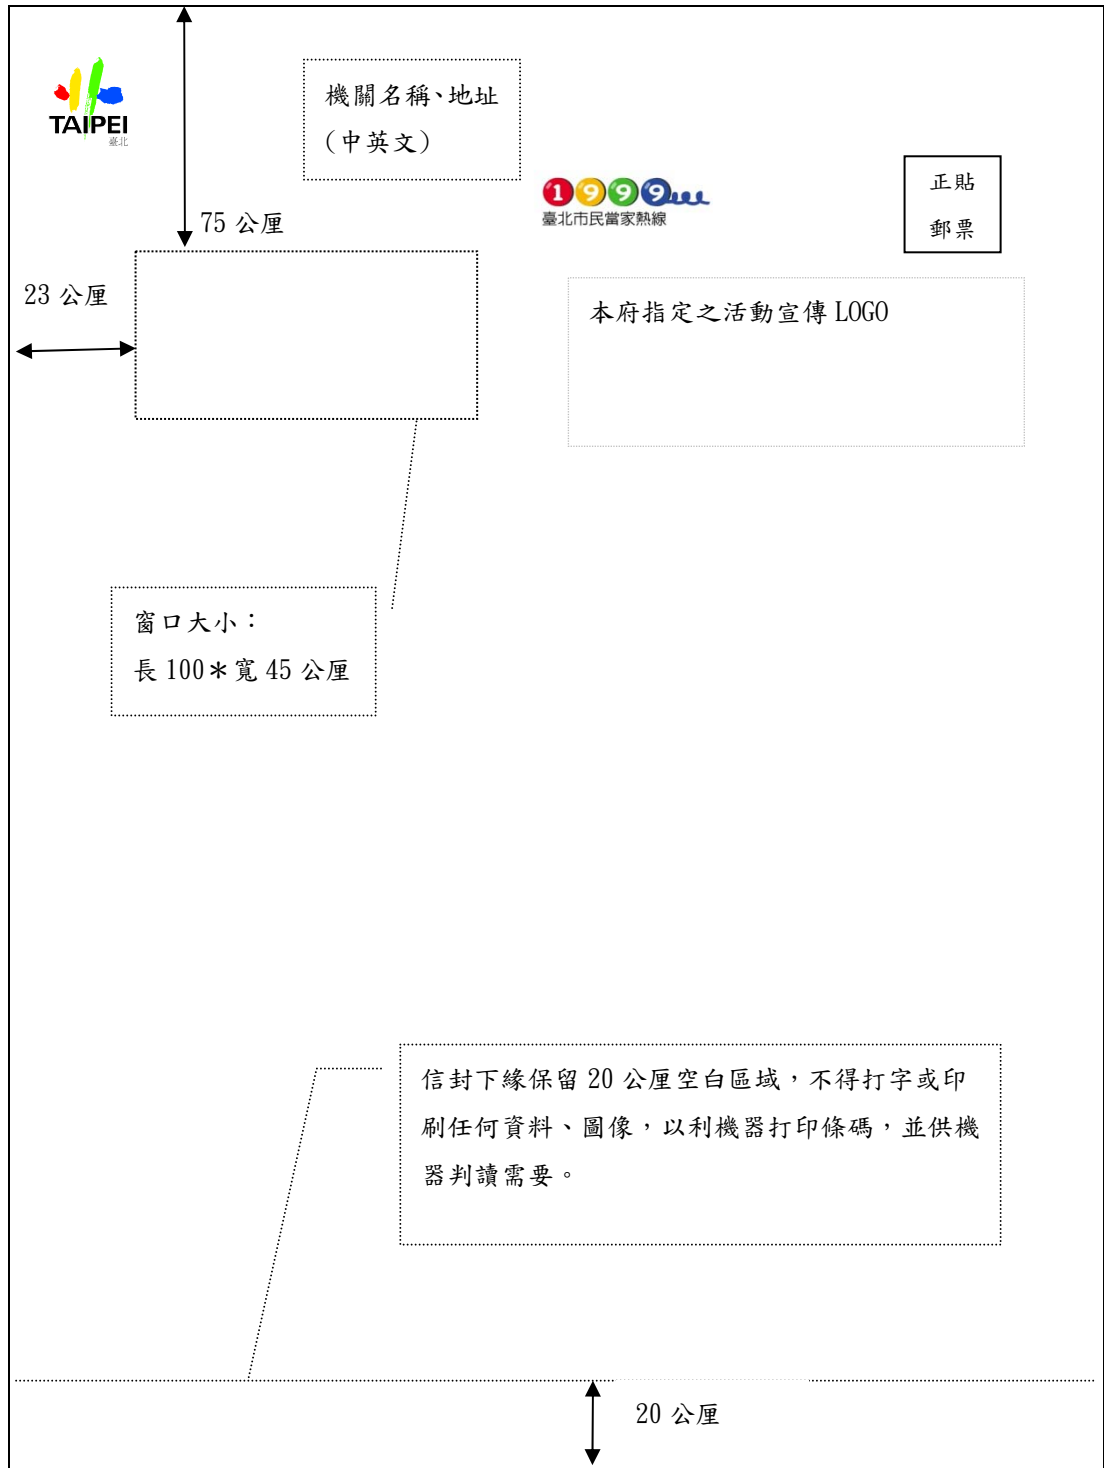 TAIPEI
臺北
機關名稱、地址
（中英文）
1999
臺北市民當家熱線
正貼
郵票
75 公厘
23 公厘
本府指定之活動宣傳 LOGO
窗口大小：
長 100＊寬 45 公厘
信封下緣保留 20 公厘空白區域，不得打字或印
刷任何資料、圖像，以利機器打印條碼，並供機
器判讀需要。
20 公厘